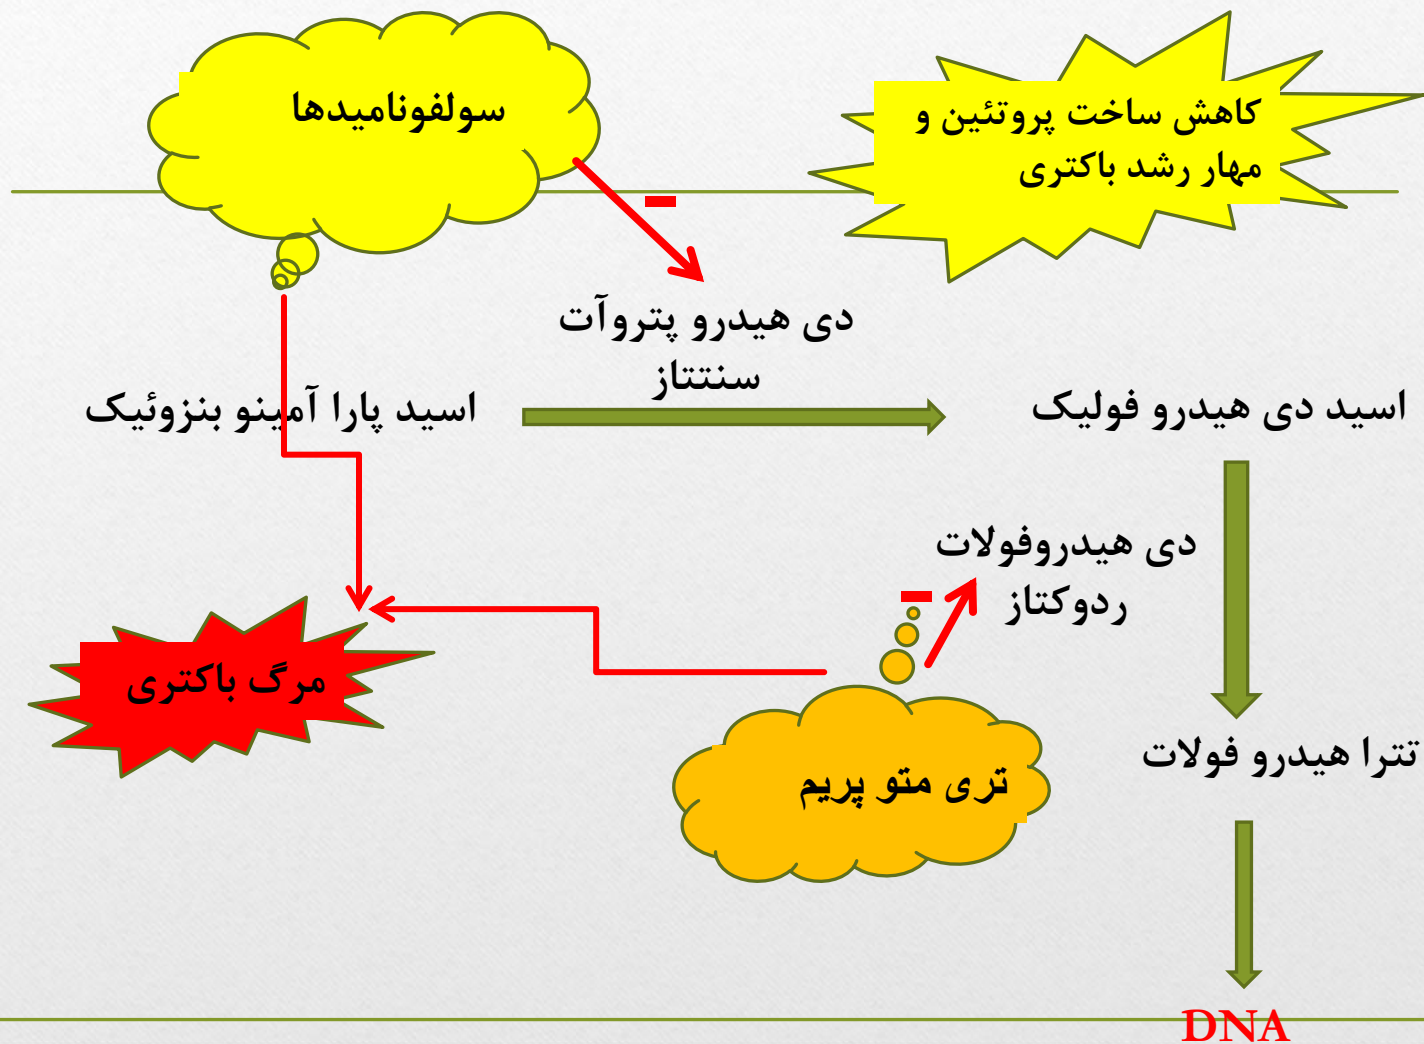 سولفونامیدها
کاهش ساخت پروتئین و
مهار رشد باکتری
دی هیدرو پتروآت
سنتتاز
اسید پارا آمینو بنزوئیک
اسید دی هیدرو فولیک
دی هیدروفولات
ردوکتاز
مرگ باکتری
تری متو پریم
تترا هیدرو فولات
DNA